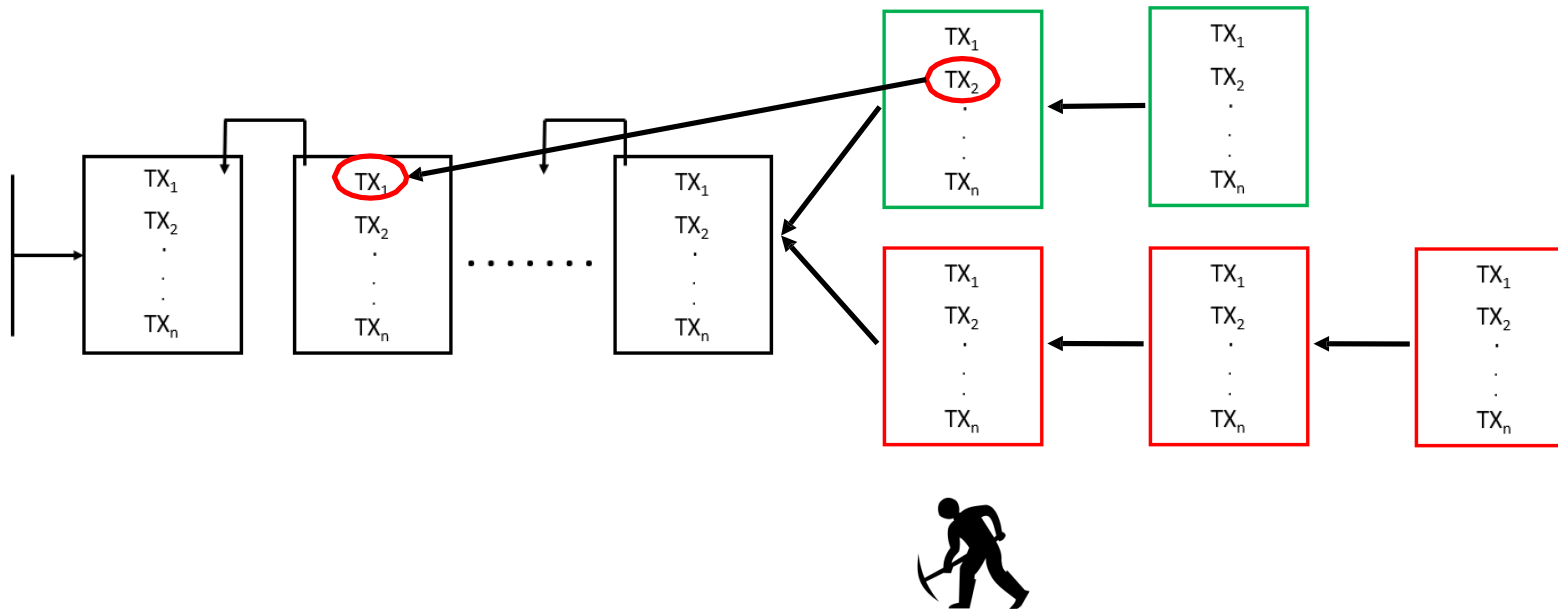 TX₁
TX₂
.
.
.
TXₙ
TX₁
TX₂
.
.
.
TXₙ
.......
TX₁
TX₂
.
.
.
TXₙ
TX₁
TX₂
.
.
.
TXₙ
TX₁
TX₂
.
.
.
TXₙ
TX₁
TX₂
.
.
.
TXₙ
TX₁
TX₂
.
.
.
TXₙ
TX₁
TX₂
.
.
.
TXₙ